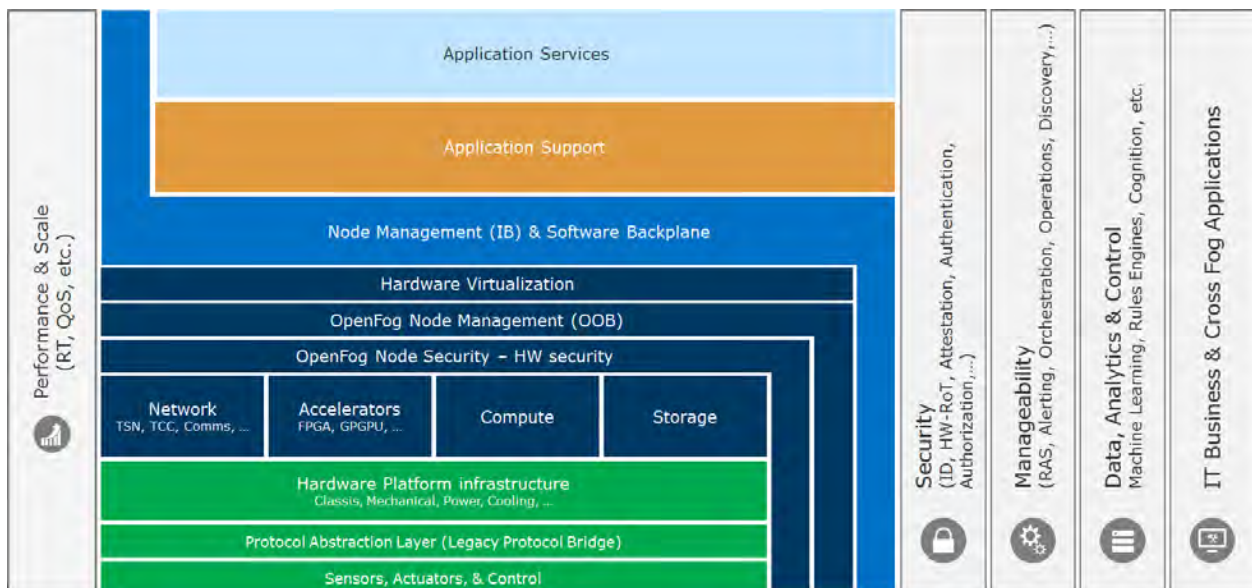 Performance & Scale
(RT, QoS, etc.)
Application Services
Application Support
Node Management (IB) & Software Backplane
Hardware Virtualization
OpenFog Node Management (OOB)
OpenFog Node Security – HW security
Network
TSN, TCC, Comms, ...
Accelerators
FPGA, GPGPU, ...
Compute
Storage
Hardware Platform infrastructure
Classis, Mechanical, Power, Cooling, ...
Protocol Abstraction Layer (Legacy Protocol Bridge)
Sensors, Actuators, & Control
Security
(ID, HW-RoT, Attestation, Authentication,
Authorization,...)
Manageability
(RAS, Alerting, Orchestration, Operations, Discovery,...)
Data, Analytics & Control
Machine Learning, Rules Engines, Cognition, etc.
IT Business & Cross Fog Applications